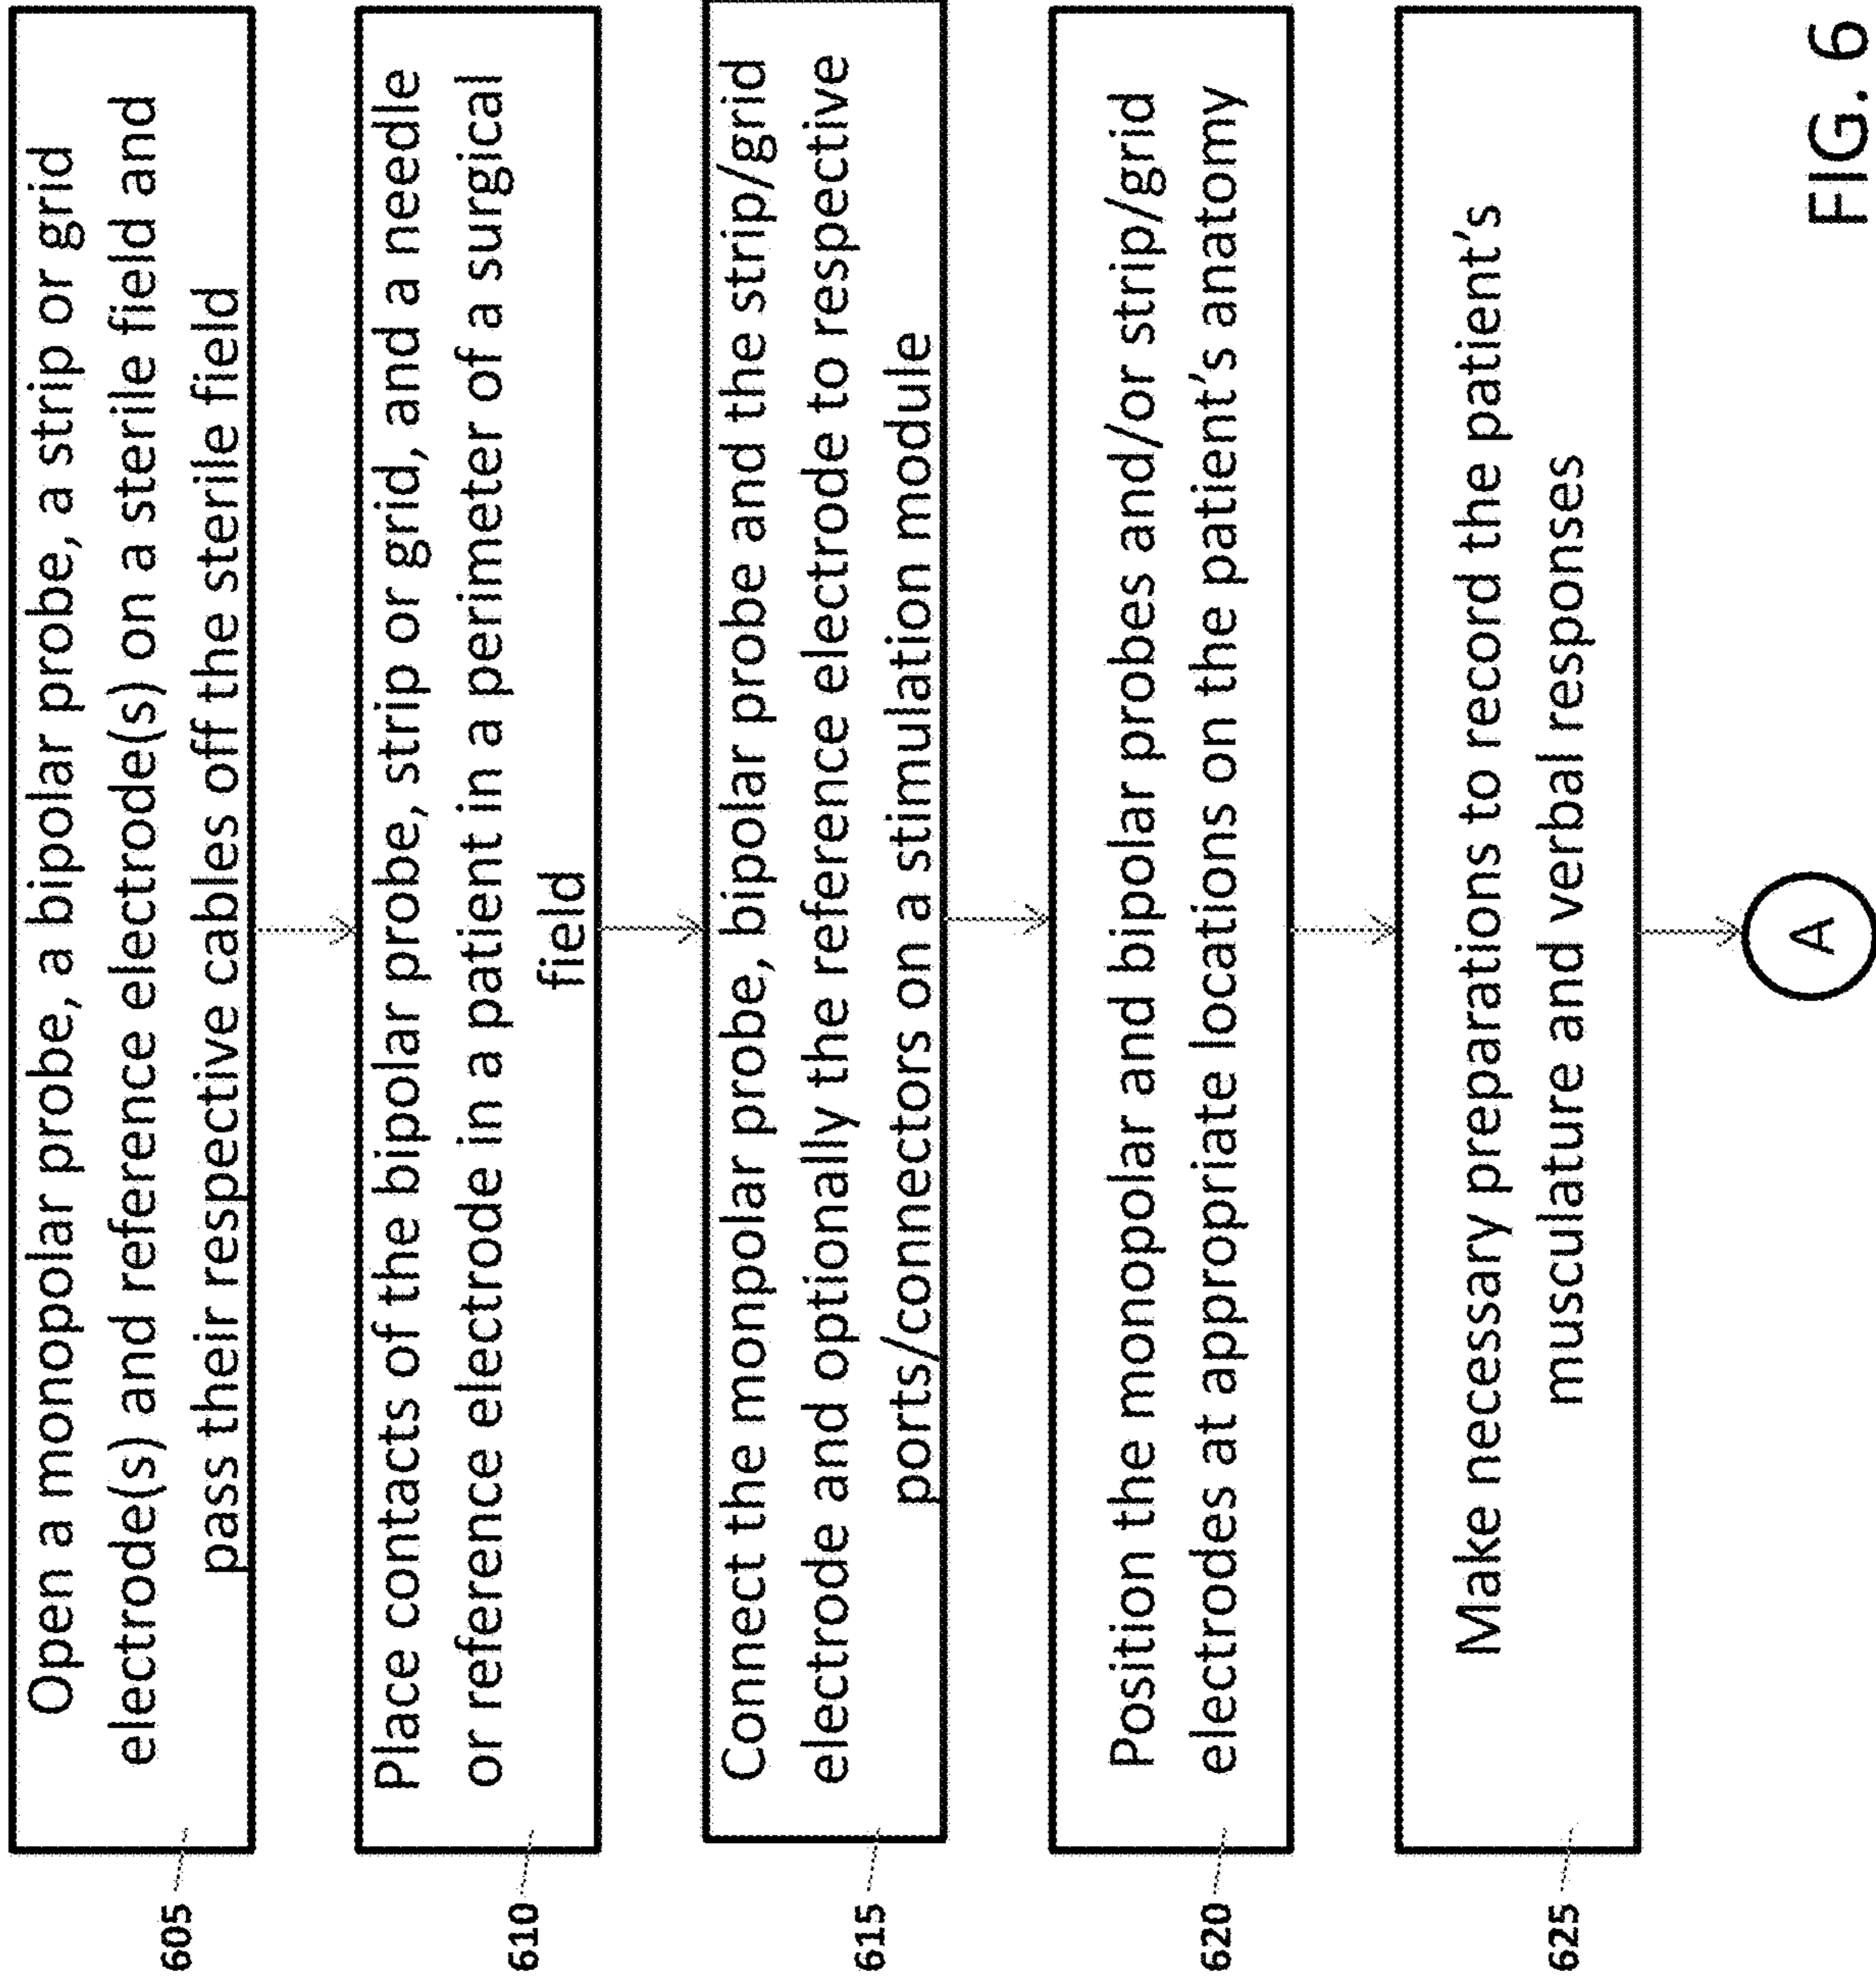 605
Open a monopolar probe, a bipolar probe, a strip or grid
electrode(s) and reference electrode(s) on a sterile field and
pass their respective cables off the sterile field
610
Place contacts of the bipolar probe, strip or grid, and a needle
or reference electrode in a patient in a perimeter of a surgical
field
615
Connect the monpolar probe, bipolar probe and the strip/grid
electrode and optionally the reference electrode to respective
ports/connectors on a stimulation module
620
Position the monopolar and bipolar probes and/or strip/grid
electrodes at appropriate locations on the patient’s anatomy
625
Make necessary preparations to record the patient’s
musculature and verbal responses
A
FIG. 6